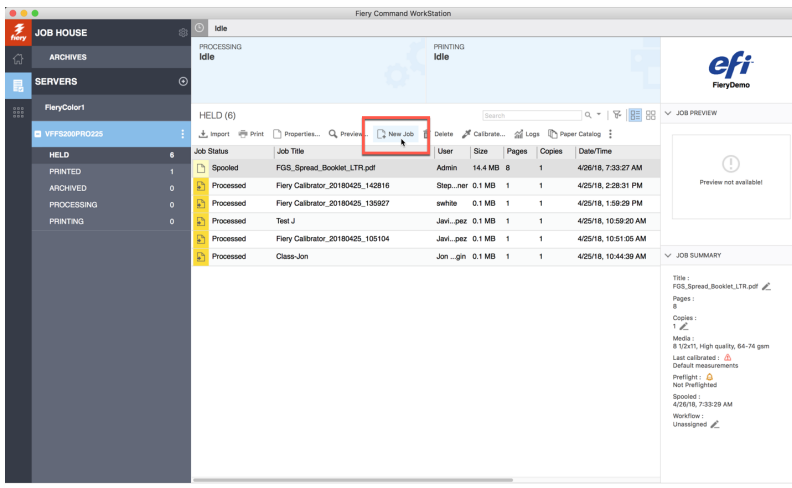 Fiery Command WorkStation
fiery
JOB HOUSE
ARCHIVES
SERVERS
FieryColor1
VFFS200PRO225
HELD 6
PRINTED 1
ARCHIVED 0
PROCESSING 0
PRINTING 0
Idle
PROCESSING
Idle
PRINTING
Idle
HELD (6)
Search
Import Print Properties... Preview... New Job Delete Calibrate... Logs Paper Catalog
Job Status Job Title User Size Pages Copies Date/Time
Spooled FGS_Spread_Booklet_LTR.pdf Admin 14.4 MB 8 1 4/26/18, 7:33:27 AM
Processed Fiery Calibrator_20180425_142816 Step...ner 0.1 MB 1 1 4/25/18, 2:28:31 PM
Processed Fiery Calibrator_20180425_135927 swhite 0.1 MB 1 1 4/25/18, 1:59:29 PM
Processed Test J Javi...pez 0.1 MB 1 1 4/25/18, 10:59:20 AM
Processed Fiery Calibrator_20180425_105104 Javi...pez 0.1 MB 1 1 4/25/18, 10:51:05 AM
Processed Class-Jon Jon ...gin 0.1 MB 1 1 4/25/18, 10:44:39 AM
efi
FieryDemo
JOB PREVIEW
Preview not available!
JOB SUMMARY
Title :
FGS_Spread_Booklet_LTR.pdf
Pages :
8
Copies :
1
Media :
8 1/2x11, High quality, 64-74 gsm
Last calibrated :
Default measurements
Preflight :
Not Preflighted
Spooled :
4/26/18, 7:33:29 AM
Workflow :
Unassigned